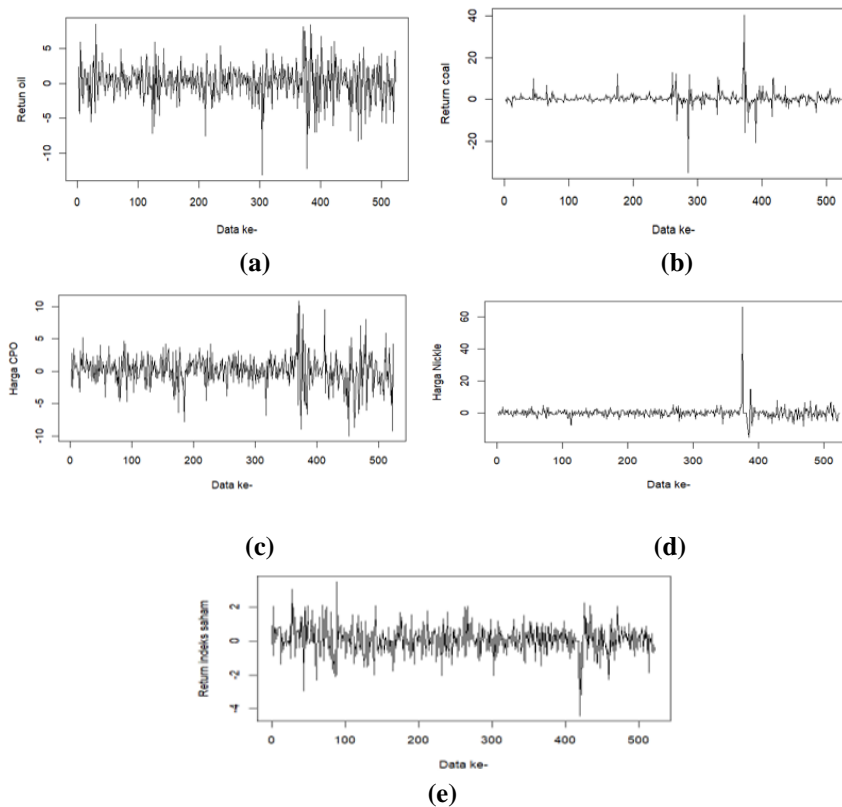 Retun oil
5
0
-5
-10
0 100 200 300 400 500
Data ke-
(a)
Return coal
40
20
0
-20
0 100 200 300 400 500
Data ke-
(b)
Harga CPO
10
5
0
-5
-10
0 100 200 300 400 500
Data ke-
(c)
Harga Nickle
60
40
20
0
0 100 200 300 400 500
Data ke-
(d)
Return indeks saham
2
0
-2
-4
0 100 200 300 400 500
Data ke-
(e)